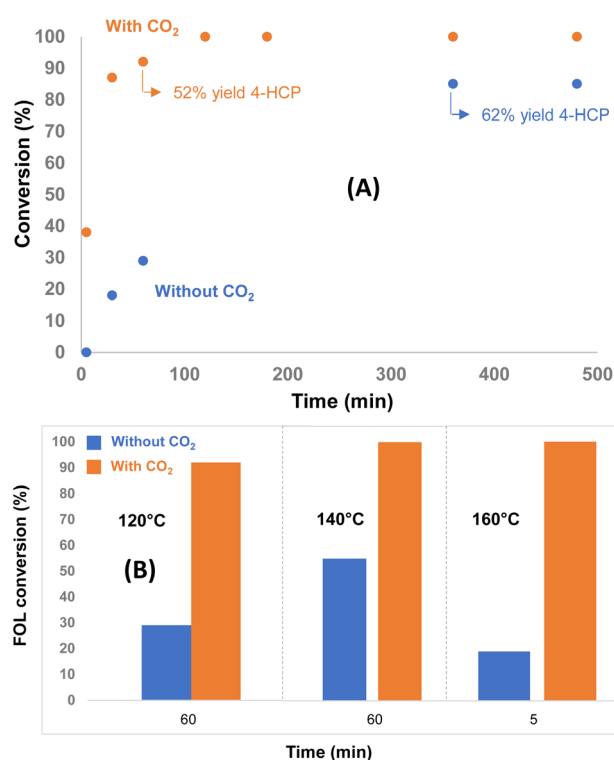 With CO₂
52% yield 4-HCP
62% yield 4-HCP
(A)
Without CO₂
Conversion (%)
100
90
80
70
60
50
40
30
20
10
0
0 100 200 300 400 500
Time (min)
Without CO₂
With CO₂
120°C
140°C
160°C
(B)
FOL conversion (%)
100
90
80
70
60
50
40
30
20
10
0
60 60 5
Time (min)